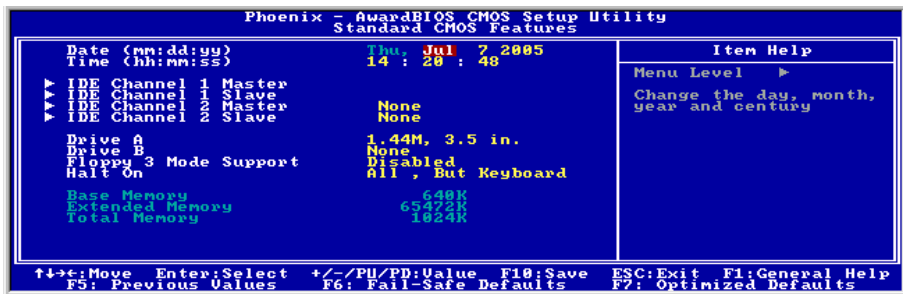 Phoenix - AwardBIOS CMOS Setup Utility
Standard CMOS Features
Date (mm:dd:yy) Thu, Jul 7 2005
Time (hh:mm:ss) 14 : 20 : 48
► IDE Channel 1 Master
► IDE Channel 1 Slave
► IDE Channel 2 Master None
► IDE Channel 2 Slave None
Drive A 1.44M, 3.5 in.
Drive B None
Floppy 3 Mode Support Disabled
Halt On All , But Keyboard
Base Memory 640K
Extended Memory 65472K
Total Memory 1024K
Item Help
Menu Level ►
Change the day, month,
year and century
↑↓→←:Move Enter:Select +/-/PU/PD:Value F10:Save ESC:Exit F1:General Help
F5: Previous Values F6: Fail-Safe Defaults F7: Optimized Defaults